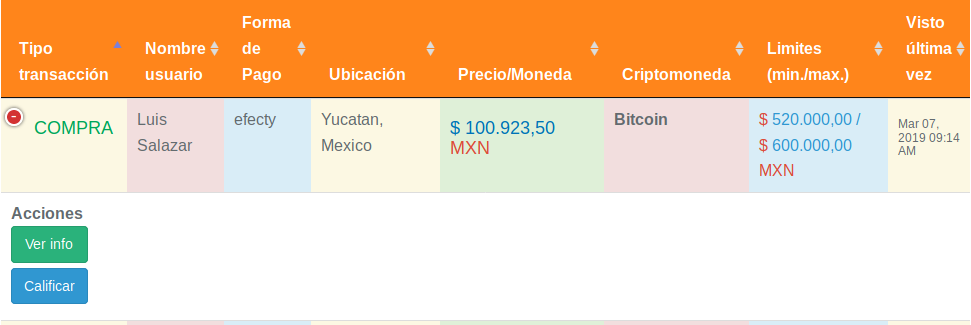 Tipo transacción
Nombre usuario
Forma de Pago
Ubicación
Precio/Moneda
Criptomoneda
Limites (min./max.)
Visto última vez
COMPRA
Luis Salazar
efecty
Yucatan, Mexico
$ 100.923,50 MXN
Bitcoin
$ 520.000,00 / $ 600.000,00 MXN
Mar 07, 2019 09:14 AM
Acciones
Ver info
Calificar